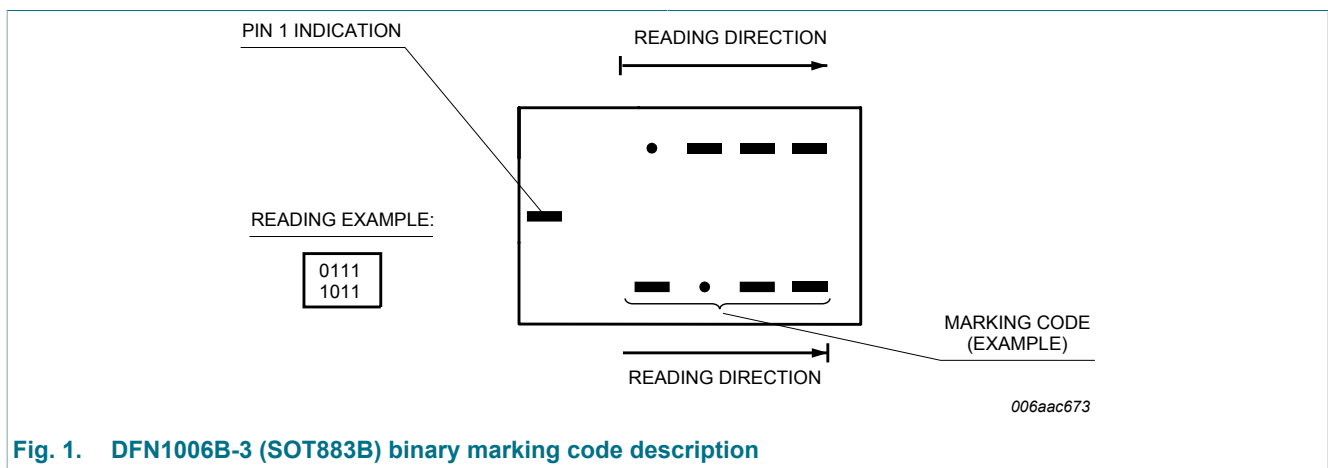 PIN 1 INDICATION
READING DIRECTION
READING EXAMPLE:
0111
1011
MARKING CODE
(EXAMPLE)
READING DIRECTION
006aac673
Fig. 1. DFN1006B-3 (SOT883B) binary marking code description